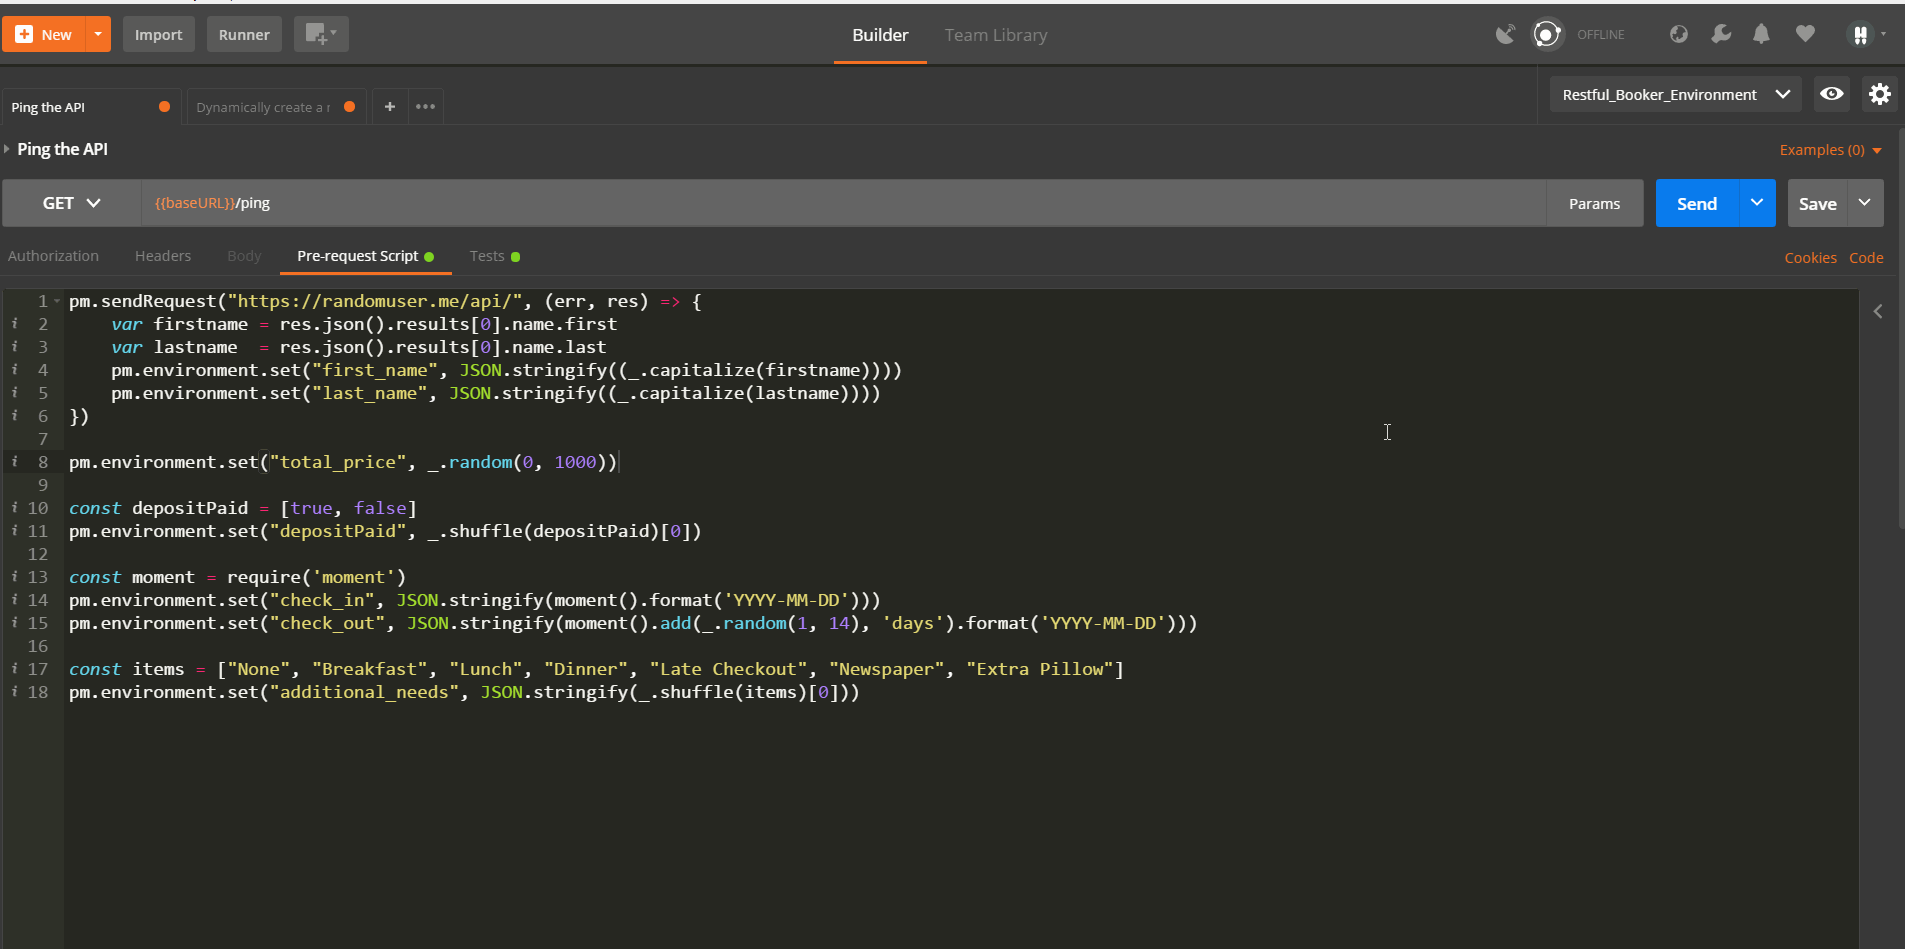 New Import Runner Builder Team Library OFFLINE
Ping the API Dynamically create a r + ••• Restful_Booker_Environment
Ping the API Examples (0)
GET {{baseURL}}/ping Params Send Save
Authorization Headers Body Pre-request Script Tests Cookies Code
1 pm.sendRequest("https://randomuser.me/api/", (err, res) => {
i 2     var firstname = res.json().results[0].name.first
i 3     var lastname  = res.json().results[0].name.last
i 4     pm.environment.set("first_name", JSON.stringify((_.capitalize(firstname))))
i 5     pm.environment.set("last_name", JSON.stringify((_.capitalize(lastname))))
i 6 })
7
i 8 pm.environment.set("total_price", _.random(0, 1000))
9
i 10 const depositPaid = [true, false]
i 11 pm.environment.set("depositPaid", _.shuffle(depositPaid)[0])
12
i 13 const moment = require('moment')
i 14 pm.environment.set("check_in", JSON.stringify(moment().format('YYYY-MM-DD')))
i 15 pm.environment.set("check_out", JSON.stringify(moment().add(_.random(1, 14), 'days').format('YYYY-MM-DD')))
16
i 17 const items = ["None", "Breakfast", "Lunch", "Dinner", "Late Checkout", "Newspaper", "Extra Pillow"]
i 18 pm.environment.set("additional_needs", JSON.stringify(_.shuffle(items)[0]))